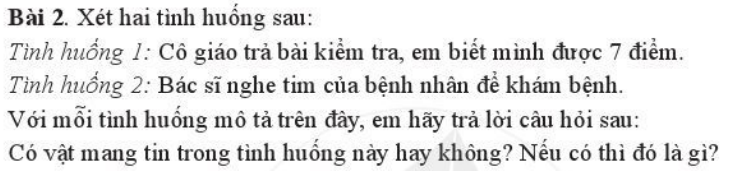 Bài 2. Xét hai tình huống sau:
Tình huống 1: Cô giáo trả bài kiểm tra, em biết mình được 7 điểm.
Tình huống 2: Bác sĩ nghe tim của bệnh nhân để khám bệnh.
Với mỗi tình huống mô tả trên đây, em hãy trả lời câu hỏi sau:
Có vật mang tin trong tình huống này hay không? Nếu có thì đó là gì?